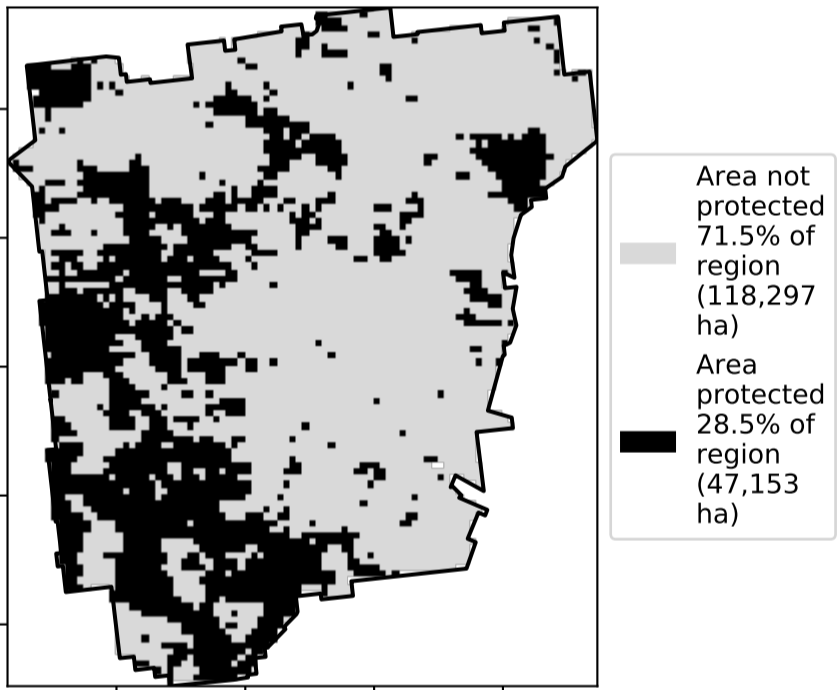 Area not
protected
71.5% of
region
(118,297
ha)
Area
protected
28.5% of
region
(47,153
ha)